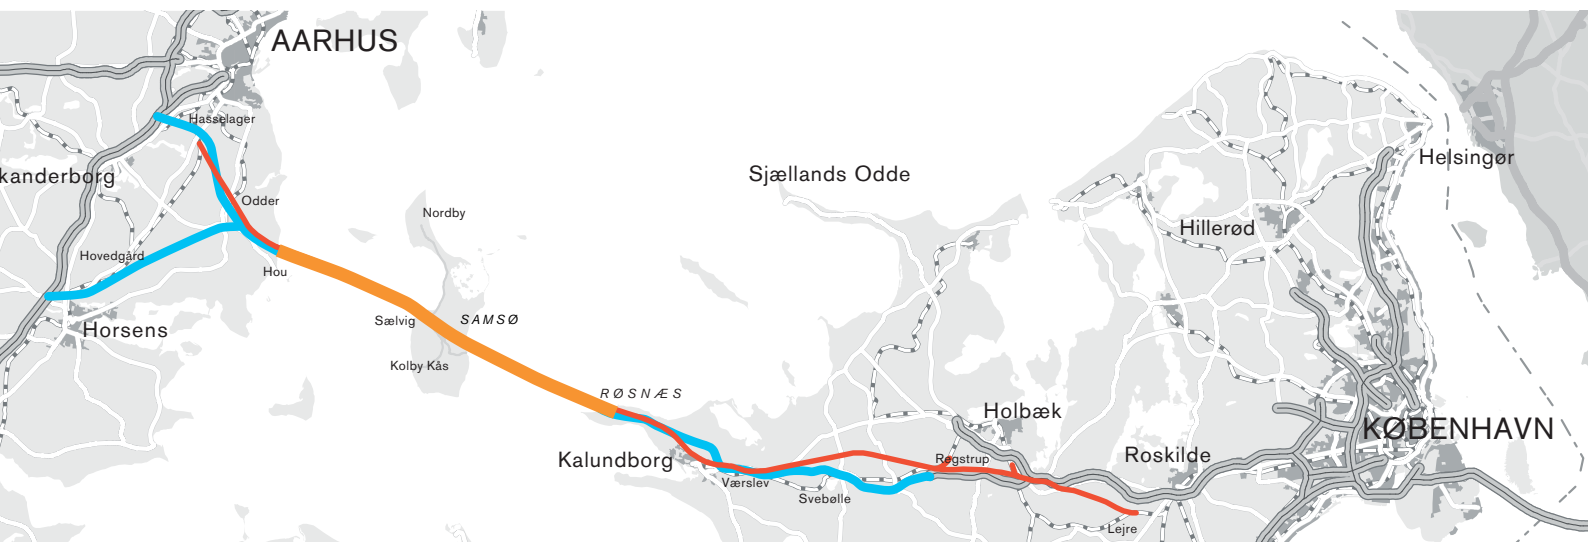 AARHUS
Hasselager
kanderborg
Odder
Hovedgård
Hou
Horsens
Nordby
Sælvig
SAMSØ
Kolby Kås
RØSNÆS
Sjællands Odde
Kalundborg
Værslev
Svebølle
Regstrup
Holbæk
Roskilde
Lejre
Hillerød
Helsingør
KØBENHAVN